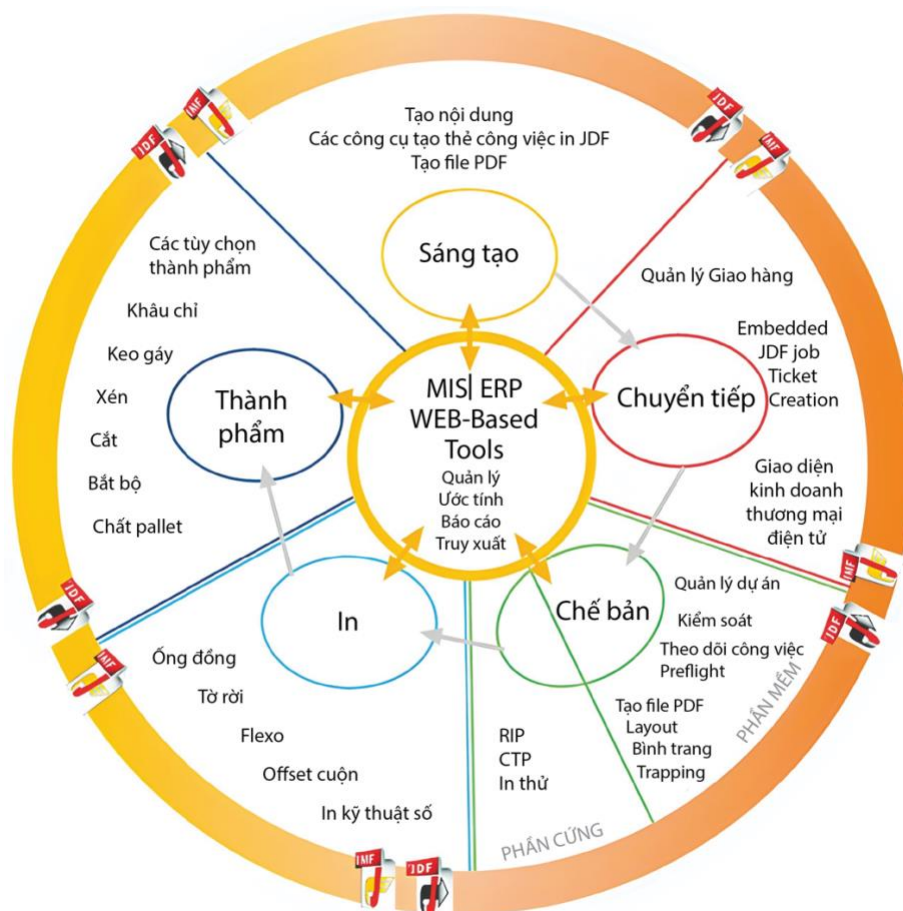 JDF
IMF
JDF
IMF
Tạo nội dung
Các công cụ tạo thẻ công việc in JDF
Tạo file PDF
Sáng tạo
Quản lý Giao hàng
Embedded
JDF job
Ticket
Creation
Chuyển tiếp
Giao diện
kinh doanh
thương mại
điện tử
Các tùy chọn
thành phẩm
Khâu chỉ
Keo gáy
Xén
Cắt
Bắt bộ
Chất pallet
Thành
phẩm
MIS| ERP
WEB-Based
Tools
Quản lý
Ước tính
Báo cáo
Truy xuất
IMF
JDF
Chế bản
Quản lý dự án
Kiểm soát
Theo dõi công việc
Preflight
Tạo file PDF
Layout
Bình trang
Trapping
PHẦN MỀM
RIP
CTP
In thử
PHẦN CỨNG
In
JDF
IMF
Ống đồng
Tờ rời
Flexo
Offset cuộn
In kỹ thuật số
IMF
JDF